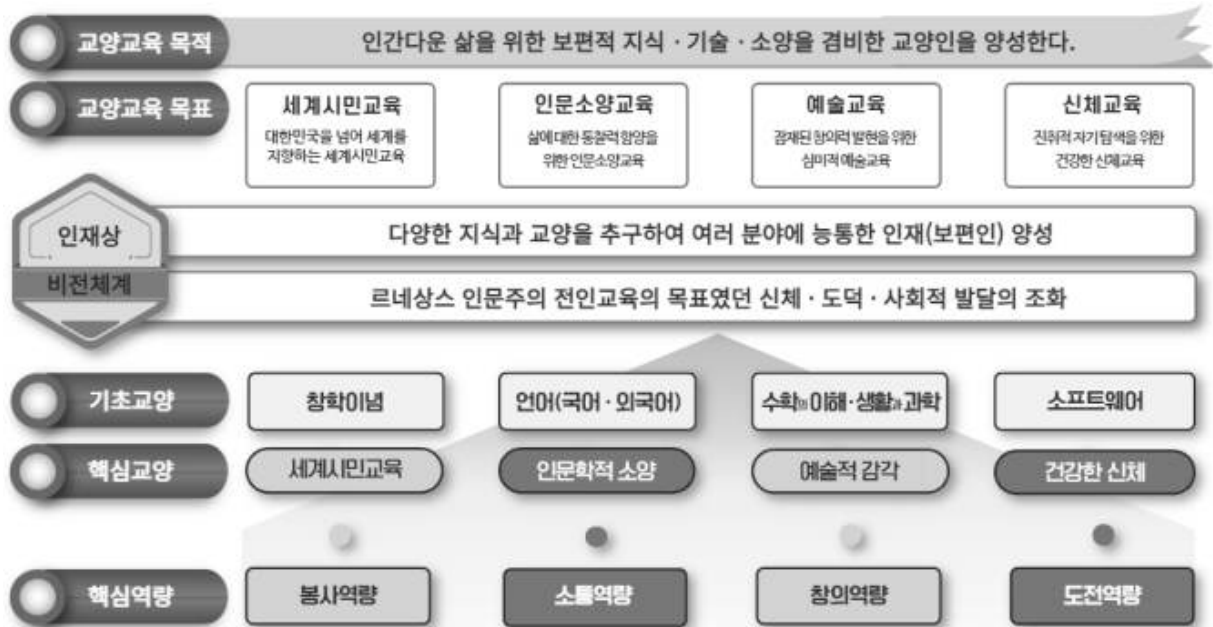 교양교육 목적
인간다운 삶을 위한 보편적 지식 · 기술 · 소양을 겸비한 교양인을 양성한다.
교양교육 목표
세계시민교육
대한민국을 넘어 세계를
지향하는 세계시민교육
인문소양교육
삶에 대한 통찰력 함양을
위한 인문소양교육
예술교육
잠재된 창의력 발현을 위한
심미적 예술교육
신체교육
진취적 자기 탐색을 위한
건강한 신체교육
인재상
비전체계
다양한 지식과 교양을 추구하여 여러 분야에 능통한 인재(보편인) 양성
르네상스 인문주의 전인교육의 목표였던 신체 · 도덕 · 사회적 발달의 조화
기초교양
창학이념
언어(국어 · 외국어)
수학의 이해 · 생활과 과학
소프트웨어
핵심교양
세계시민교육
인문학적 소양
예술적 감각
건강한 신체
핵심역량
봉사역량
소통역량
창의역량
도전역량